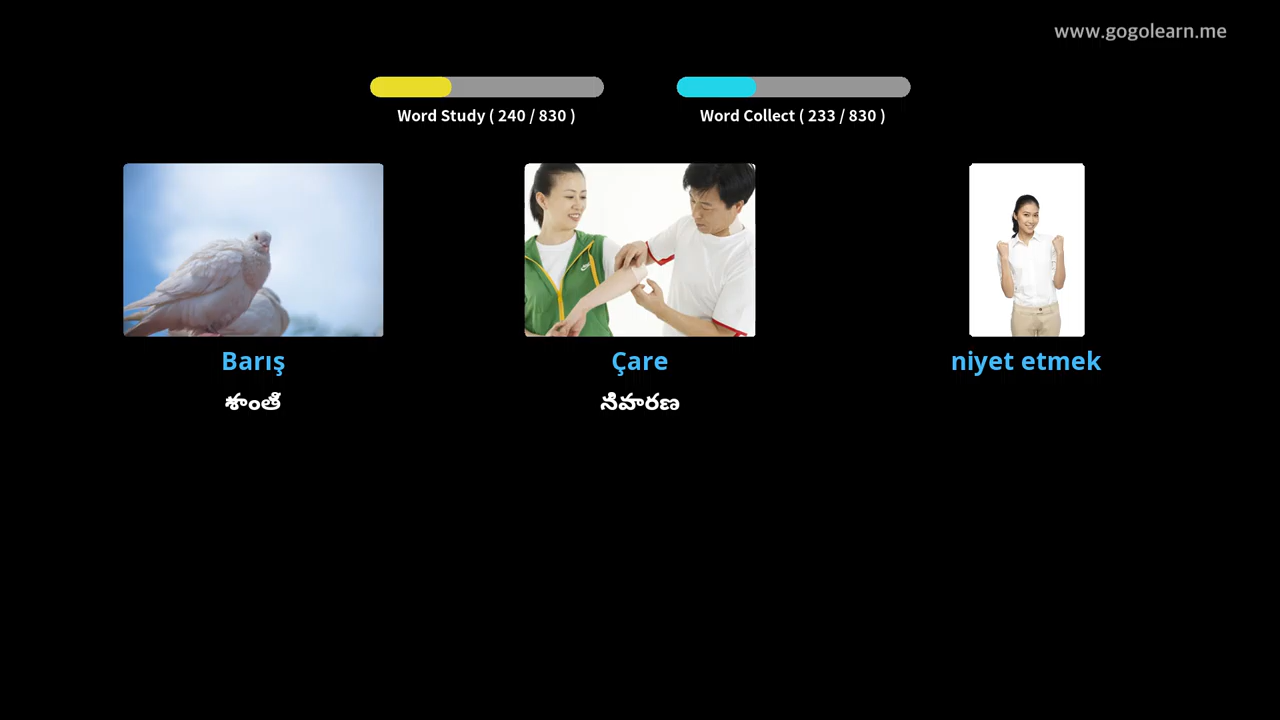 www.gogolearn.me
Word Study ( 240 / 830 )
Word Collect ( 233 / 830 )
Barış
Çare
niyet etmek
శాంతి
నివారణ